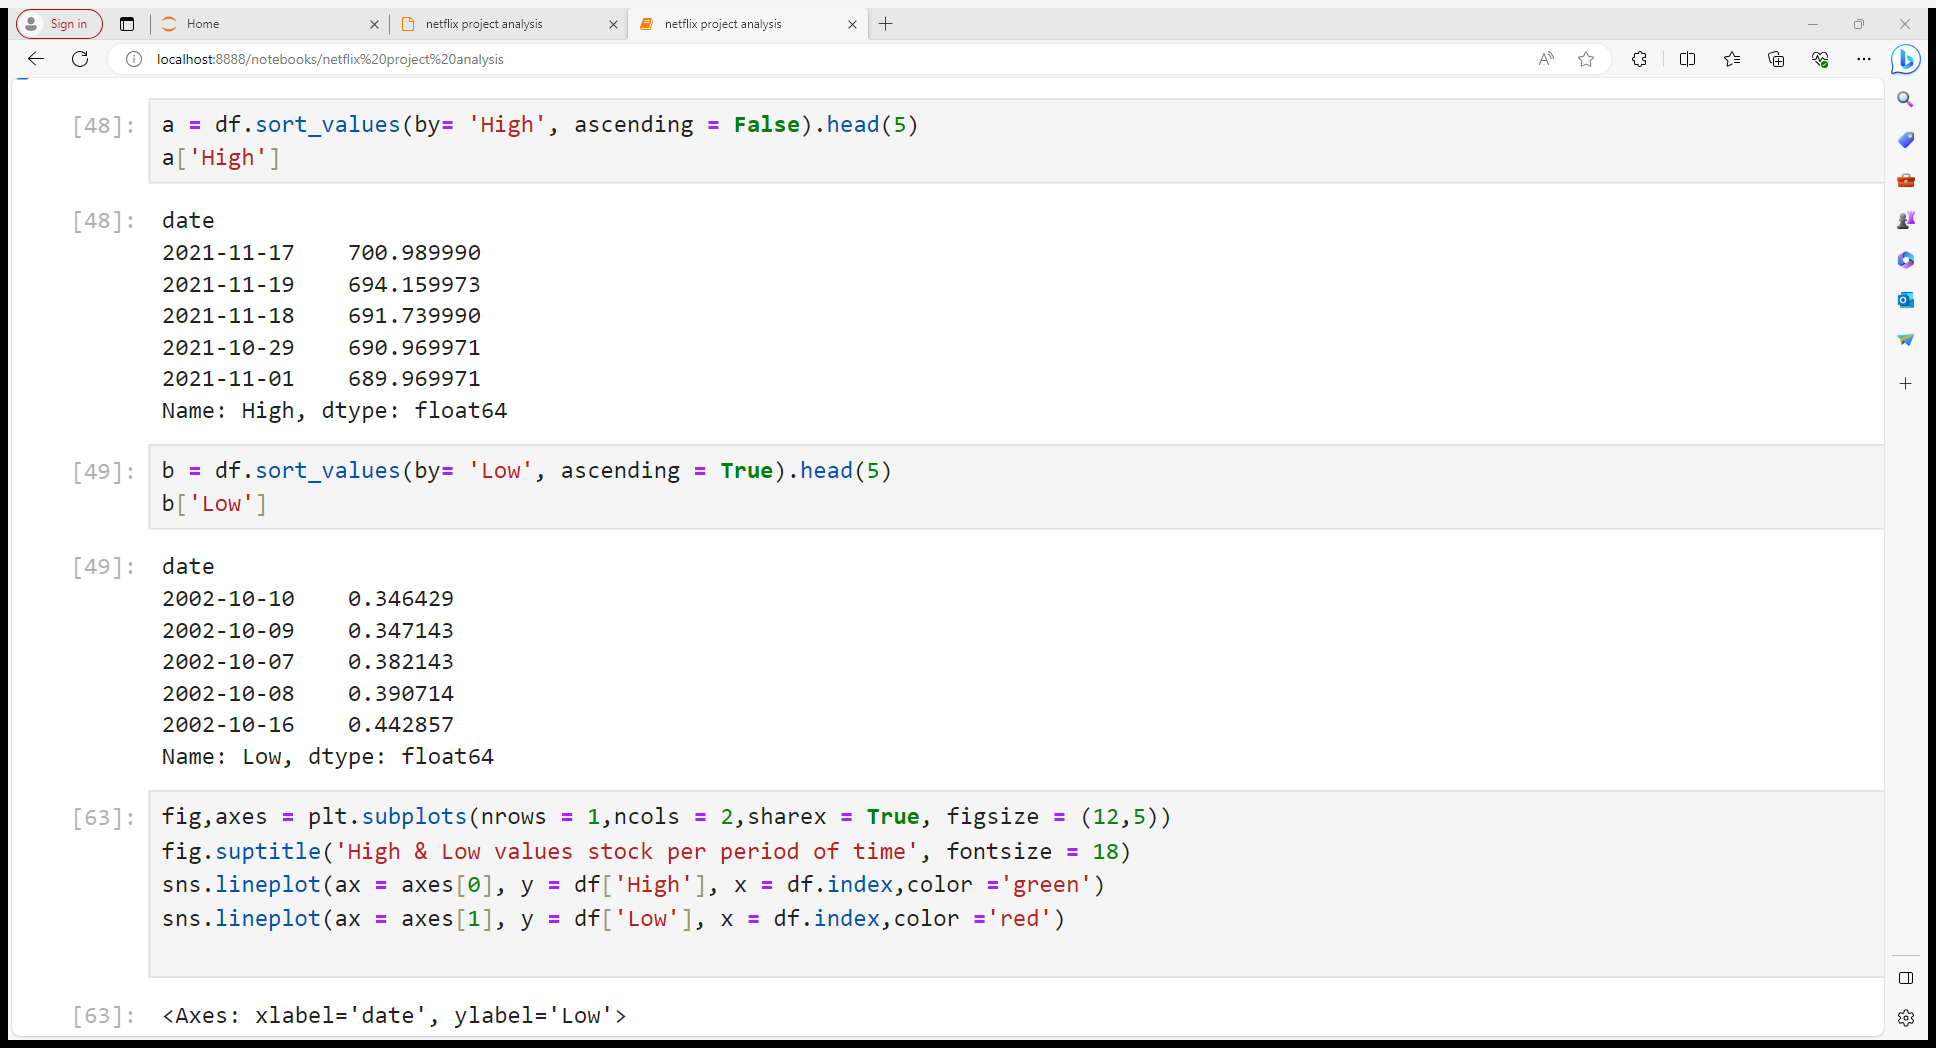 Sign in
Home
netflix project analysis
netflix project analysis
localhost:8888/notebooks/netflix%20project%20analysis
[48]: a = df.sort_values(by= 'High', ascending = False).head(5)
a['High']
[48]: date
2021-11-17    700.989990
2021-11-19    694.159973
2021-11-18    691.739990
2021-10-29    690.969971
2021-11-01    689.969971
Name: High, dtype: float64
[49]: b = df.sort_values(by= 'Low', ascending = True).head(5)
b['Low']
[49]: date
2002-10-10    0.346429
2002-10-09    0.347143
2002-10-07    0.382143
2002-10-08    0.390714
2002-10-16    0.442857
Name: Low, dtype: float64
[63]: fig,axes = plt.subplots(nrows = 1,ncols = 2,sharex = True, figsize = (12,5))
fig.suptitle('High & Low values stock per period of time', fontsize = 18)
sns.lineplot(ax = axes[0], y = df['High'], x = df.index,color ='green')
sns.lineplot(ax = axes[1], y = df['Low'], x = df.index,color ='red')
[63]: <Axes: xlabel='date', ylabel='Low'>